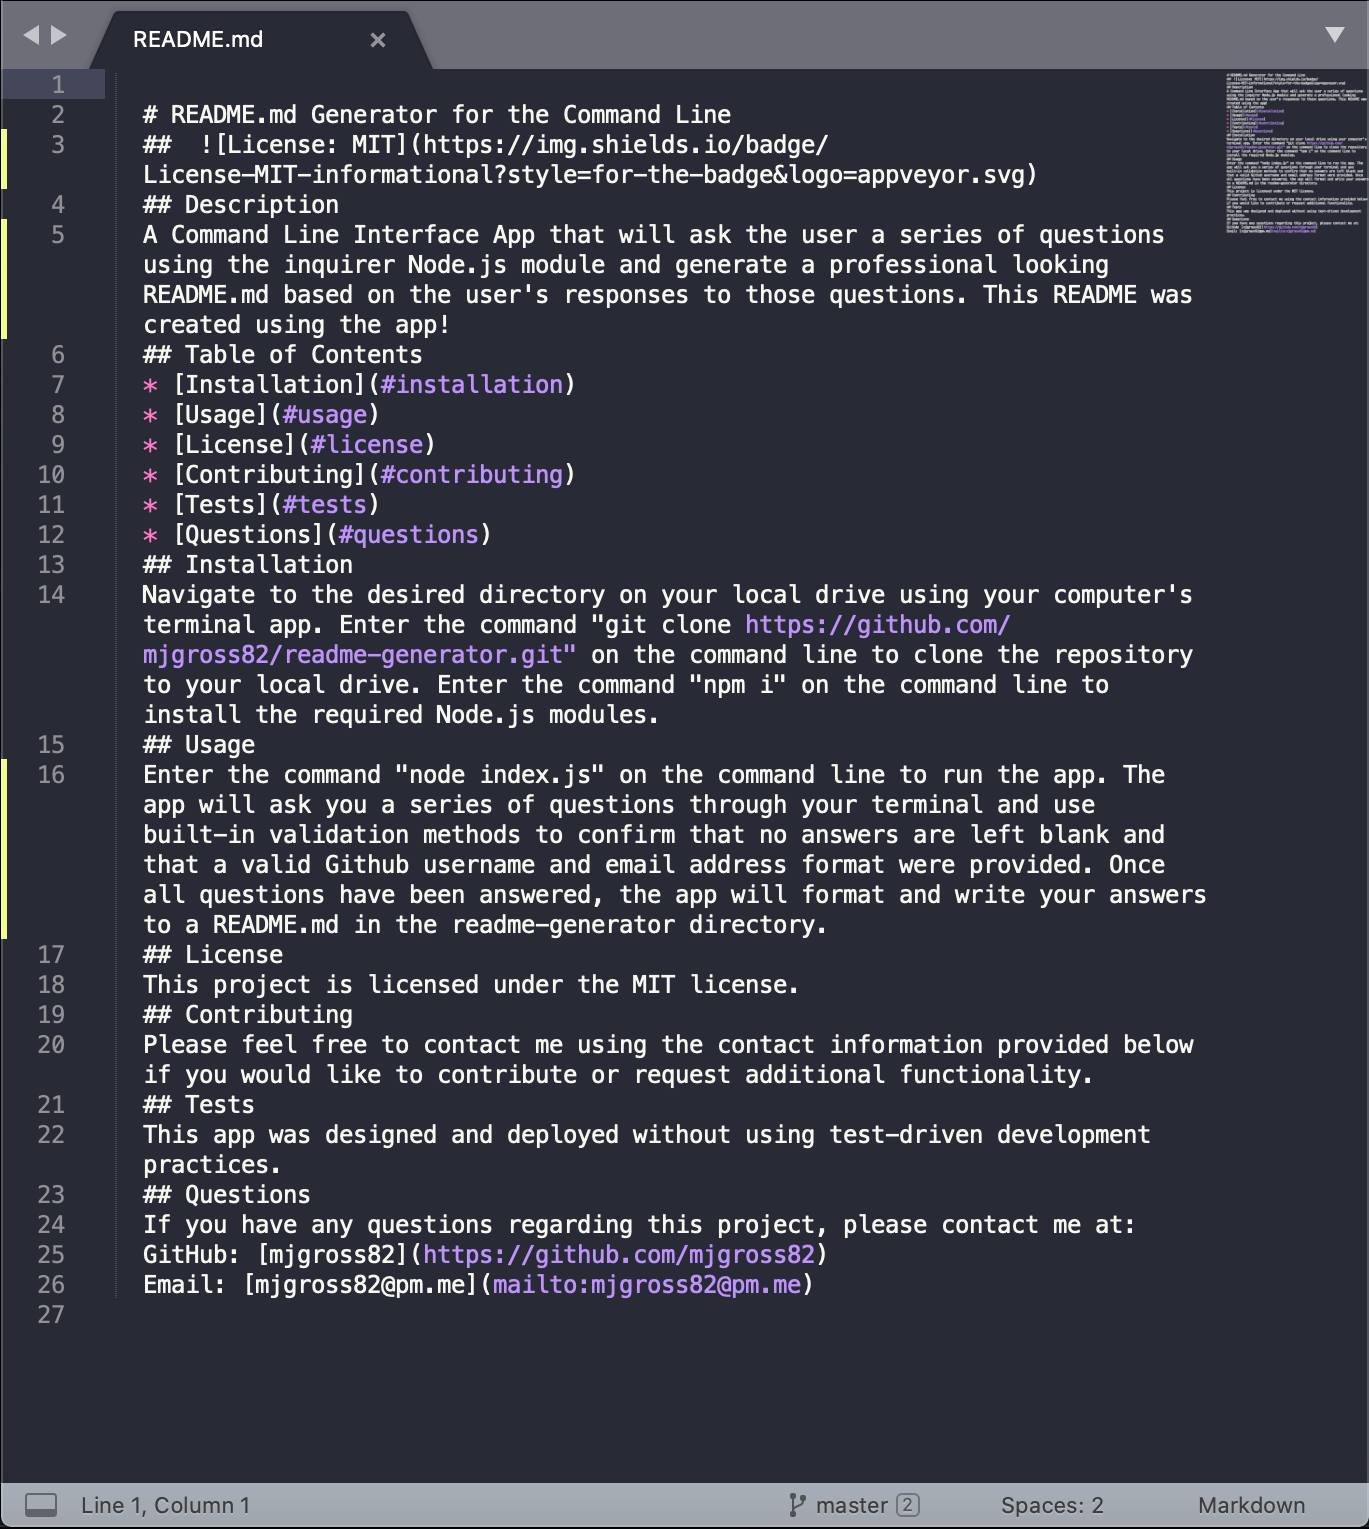 README.md ×
1
2 # README.md Generator for the Command Line
3 ##  ![License: MIT](https://img.shields.io/badge/
License-MIT-informational?style=for-the-badge&logo=appveyor.svg)
4 ## Description
5 A Command Line Interface App that will ask the user a series of questions
using the inquirer Node.js module and generate a professional looking
README.md based on the user's responses to those questions. This README was
created using the app!
6 ## Table of Contents
7 * [Installation](#installation)
8 * [Usage](#usage)
9 * [License](#license)
10 * [Contributing](#contributing)
11 * [Tests](#tests)
12 * [Questions](#questions)
13 ## Installation
14 Navigate to the desired directory on your local drive using your computer's
terminal app. Enter the command "git clone https://github.com/
mjgross82/readme-generator.git" on the command line to clone the repository
to your local drive. Enter the command "npm i" on the command line to
install the required Node.js modules.
15 ## Usage
16 Enter the command "node index.js" on the command line to run the app. The
app will ask you a series of questions through your terminal and use
built-in validation methods to confirm that no answers are left blank and
that a valid Github username and email address format were provided. Once
all questions have been answered, the app will format and write your answers
to a README.md in the readme-generator directory.
17 ## License
18 This project is licensed under the MIT license.
19 ## Contributing
20 Please feel free to contact me using the contact information provided below
if you would like to contribute or request additional functionality.
21 ## Tests
22 This app was designed and deployed without using test-driven development
practices.
23 ## Questions
24 If you have any questions regarding this project, please contact me at:
25 GitHub: [mjgross82](https://github.com/mjgross82)
26 Email: [mjgross82@pm.me](mailto:mjgross82@pm.me)
27
Line 1, Column 1 master 2 Spaces: 2 Markdown